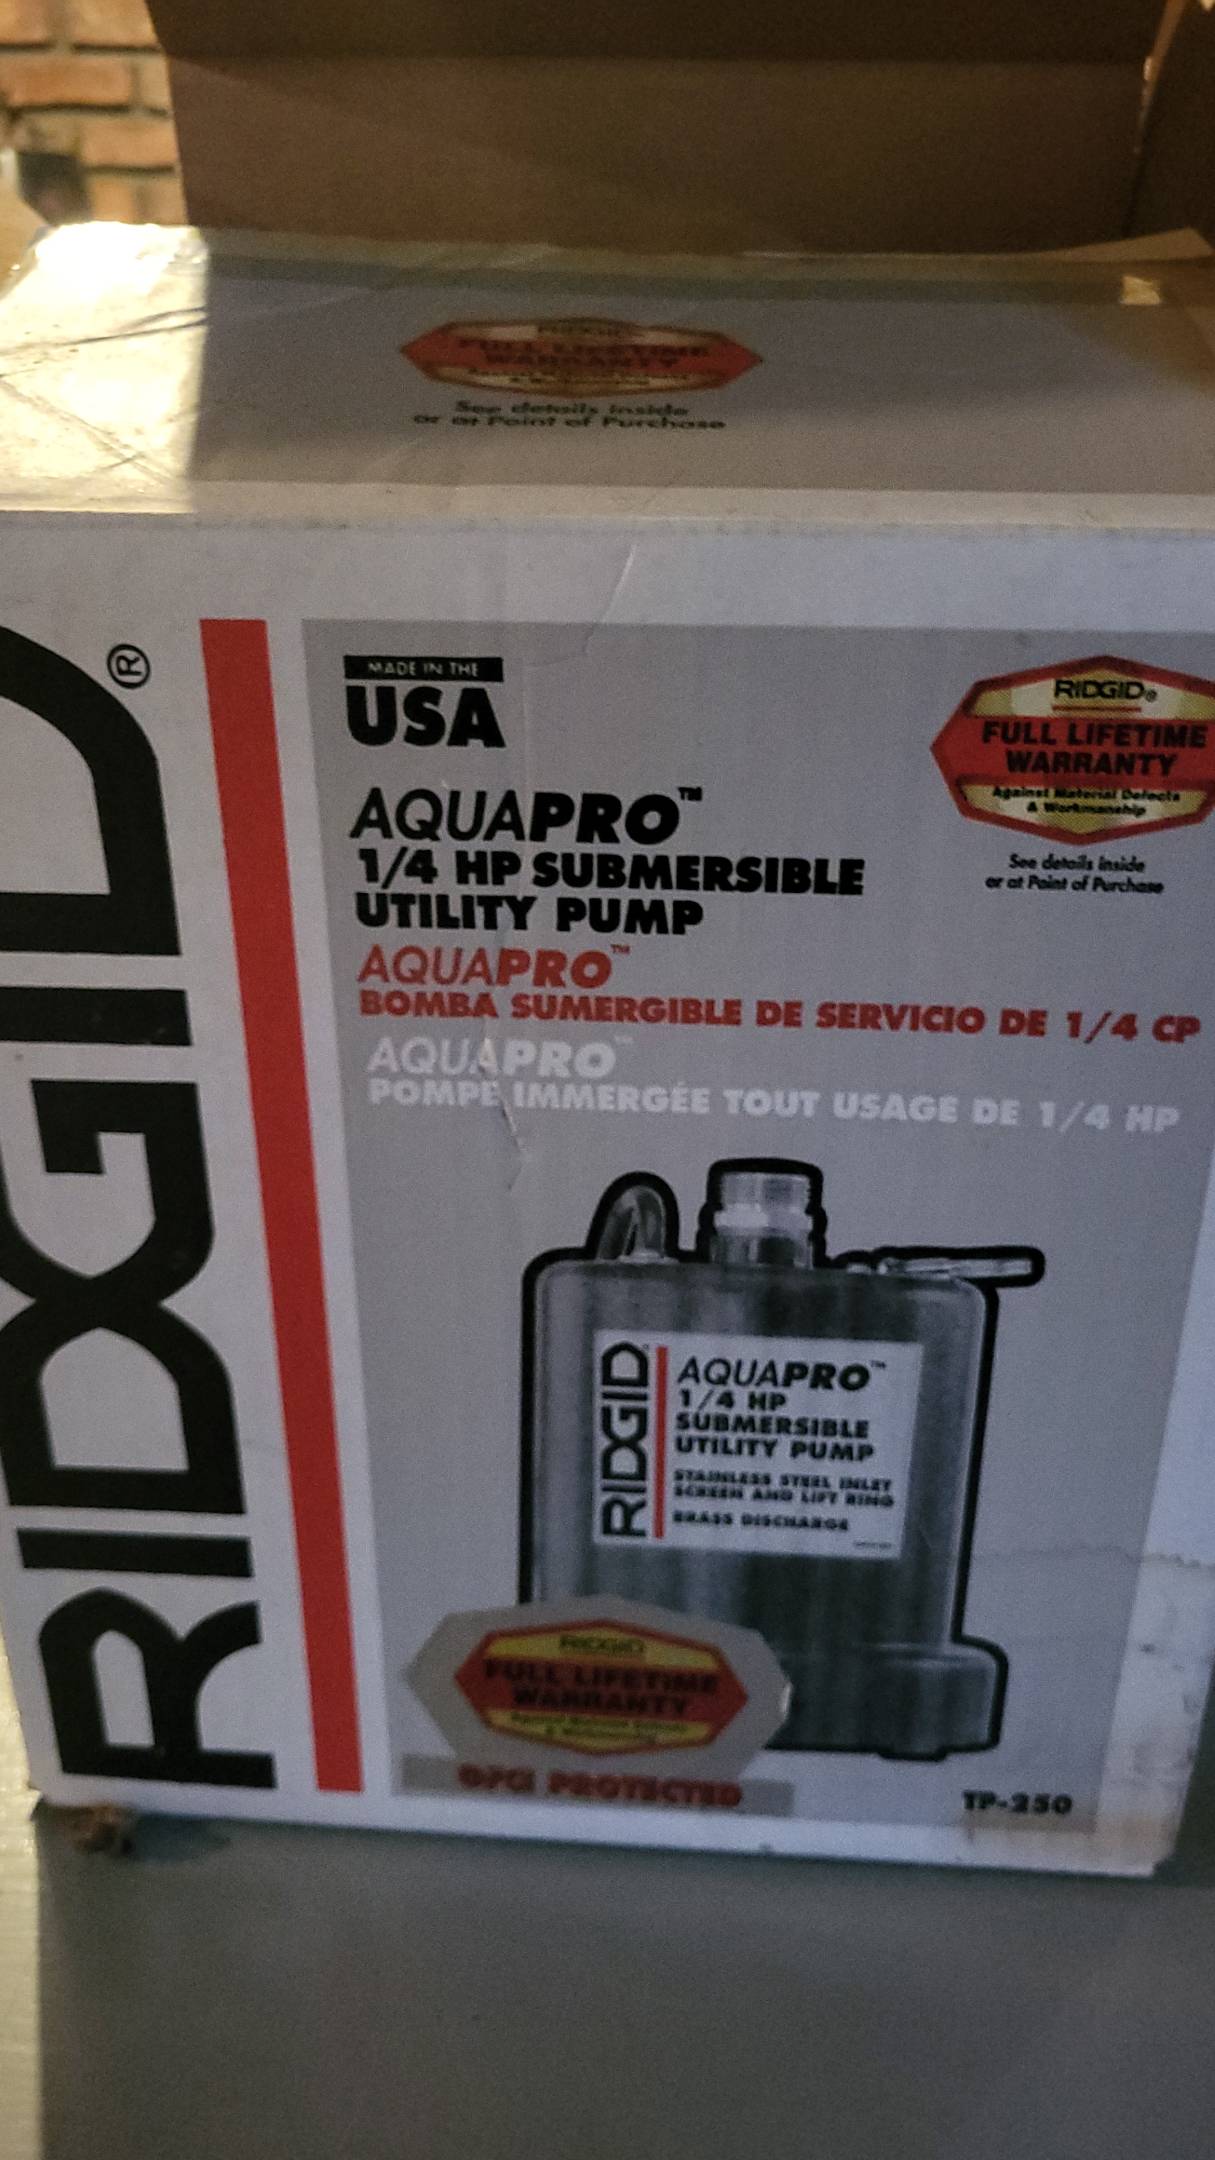 RIDGID
FULL LIFETIME
WARRANTY
See details inside
or at Point of Purchase
RIDGID®
MADE IN THE
USA
AQUAPRO™
1/4 HP SUBMERSIBLE
UTILITY PUMP
AQUAPRO™
BOMBA SUMERGIBLE DE SERVICIO DE 1/4 CP
AQUAPRO™
POMPE IMMERGÉE TOUT USAGE DE 1/4 HP
RIDGID®
FULL LIFETIME
WARRANTY
Against Material Defects
& Workmanship
See details inside
or at Point of Purchase
RIDGID
AQUAPRO™
1/4 HP
SUBMERSIBLE
UTILITY PUMP
STAINLESS STEEL INLET
SCREEN AND LIFT RING
BRASS DISCHARGE
RIDGID
FULL LIFETIME
WARRANTY
PROTECTED
TP-250